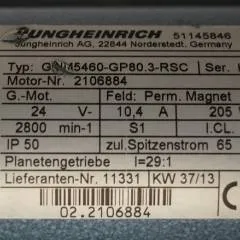 JUNGHEINRICH 51145846
Jungheinrich AG, 22844 Norderstedt. Germany
Typ: 45460-GP80.3-RSC Ser.
Motor-Nr. 2106884
G.-Mot. Feld: Perm. Magnet
24 V- 10,4 A 205
2800 min-1 S1 I.CL.
IP 50 zul.Spitzenstrom 65
Planetengetriebe I=29:1
Lieferanten-Nr. 11331 KW 37/13
02.2106884